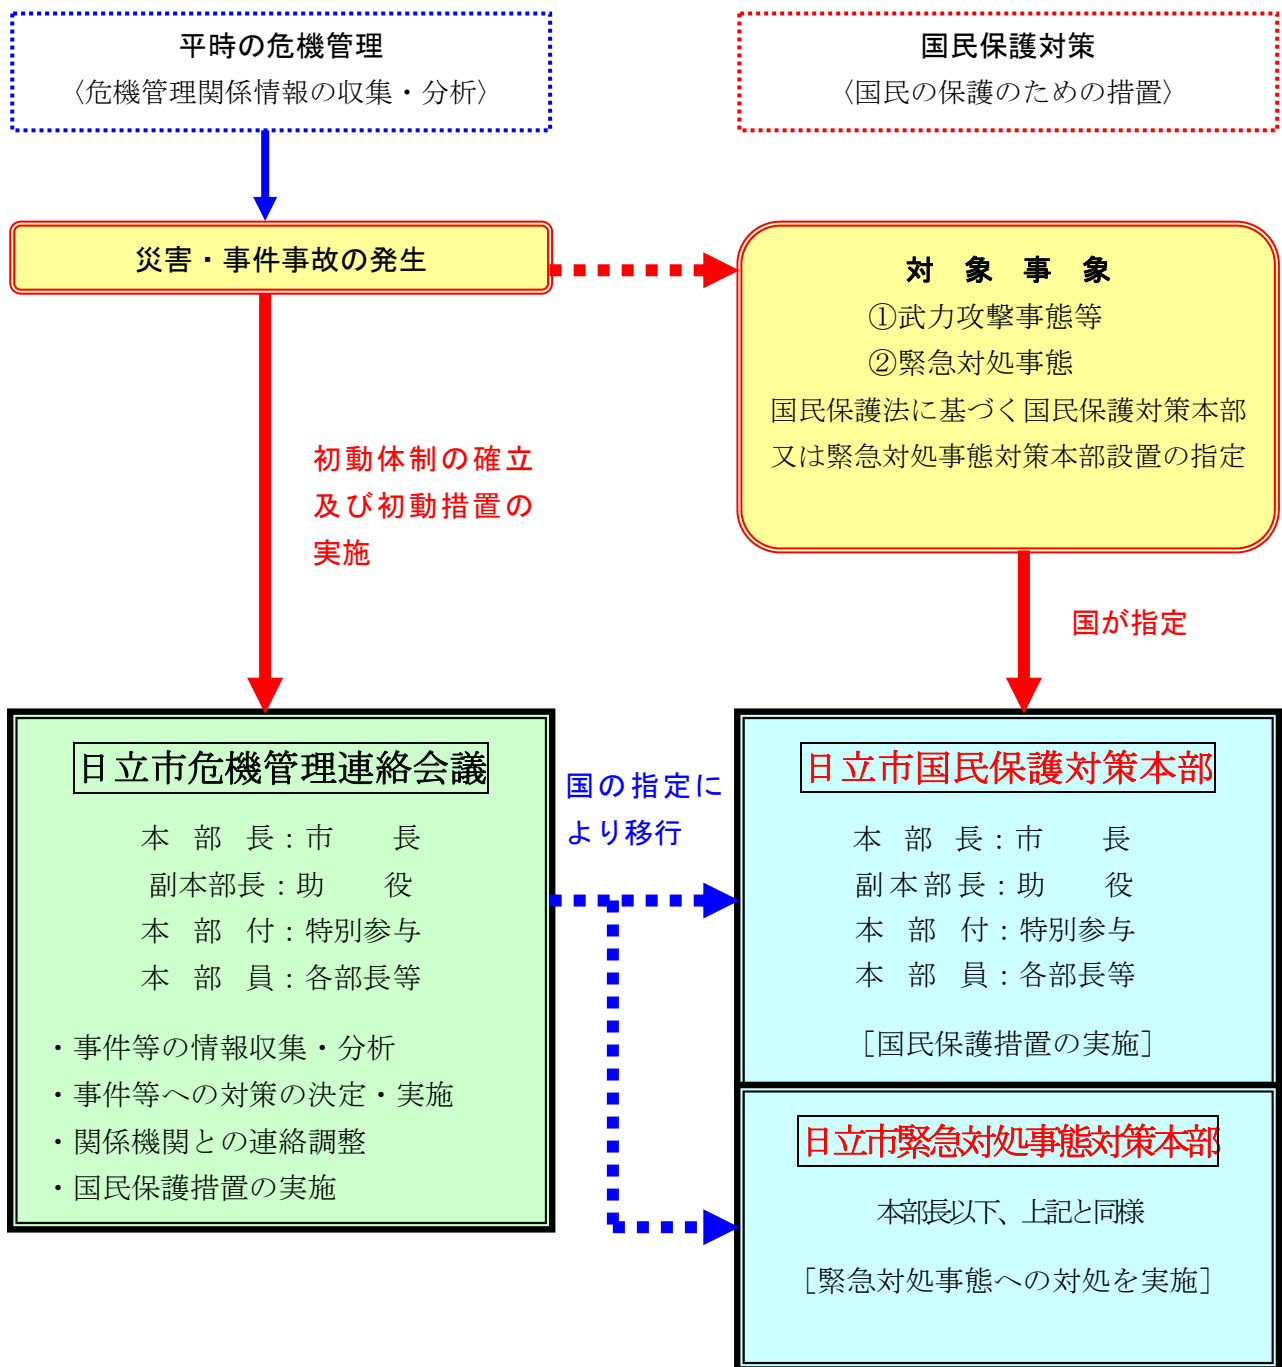 平時の危機管理
〈危機管理関係情報の収集・分析〉
国民保護対策
〈国民の保護のための措置〉
災害・事件事故の発生
対　象　事　象
①武力攻撃事態等
②緊急対処事態
国民保護法に基づく国民保護対策本部
又は緊急対処事態対策本部設置の指定
初動体制の確立
及び初動措置の
実施
国が指定
日立市危機管理連絡会議
本　部　長：市　　長
副本部長：助　　役
本　部　付：特別参与
本　部　員：各部長等
・事件等の情報収集・分析
・事件等への対策の決定・実施
・関係機関との連絡調整
・国民保護措置の実施
国の指定に
より移行
日立市国民保護対策本部
本　部　長：市　　長
副本部長：助　　役
本　部　付：特別参与
本　部　員：各部長等
［国民保護措置の実施］
日立市緊急対処事態対策本部
本部長以下、上記と同様
［緊急対処事態への対処を実施］